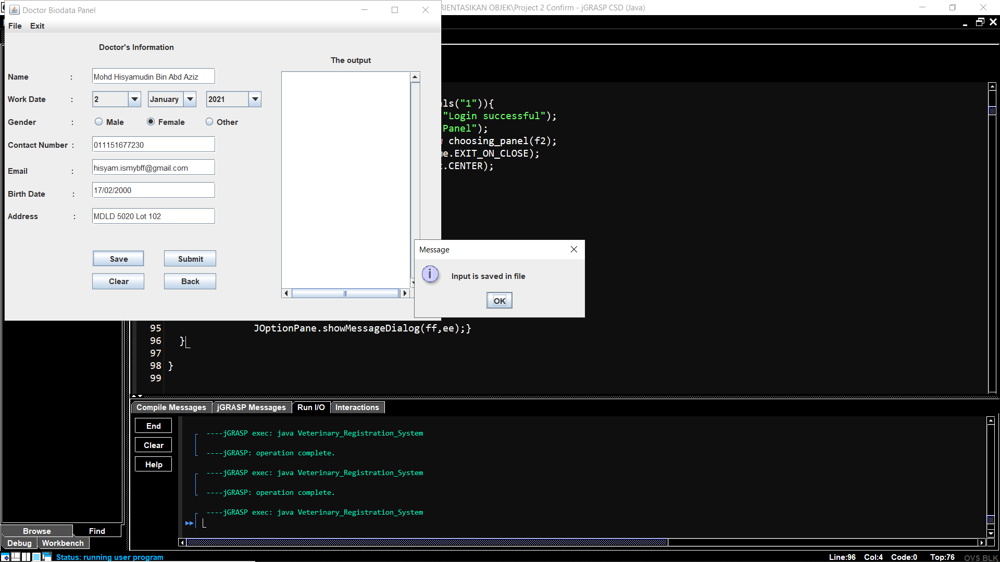 Doctor Biodata Panel
RIENTASIKAN OBJEK\Project 2 Confirm - jGRASP CSD (Java)
File Exit
Doctor's Information
The output
Name : Mohd Hisyamudin Bin Abd Aziz
Work Date : 2 January 2021
Gender : Male Female Other
Contact Number : 011151677230
Email : hisyam.ismybff@gmail.com
Birth Date : 17/02/2000
Address : MDLD 5020 Lot 102
Save Submit
Clear Back
ls("1")){
"Login successful");
Panel");
choosing_panel(f2);
e.EXIT_ON_CLOSE);
.CENTER);
Message
Input is saved in file
OK
95 JOptionPane.showMessageDialog(ff,ee);}
96 }
97
98 }
99
Compile Messages jGRASP Messages Run I/O Interactions
End
Clear
Help
----jGRASP exec: java Veterinary_Registration_System
----jGRASP: operation complete.
----jGRASP exec: java Veterinary_Registration_System
----jGRASP: operation complete.
----jGRASP exec: java Veterinary_Registration_System
Browse Find
Debug Workbench
Status: running user program
Line:96 Col:4 Code:0 Top:76 OVS BLK